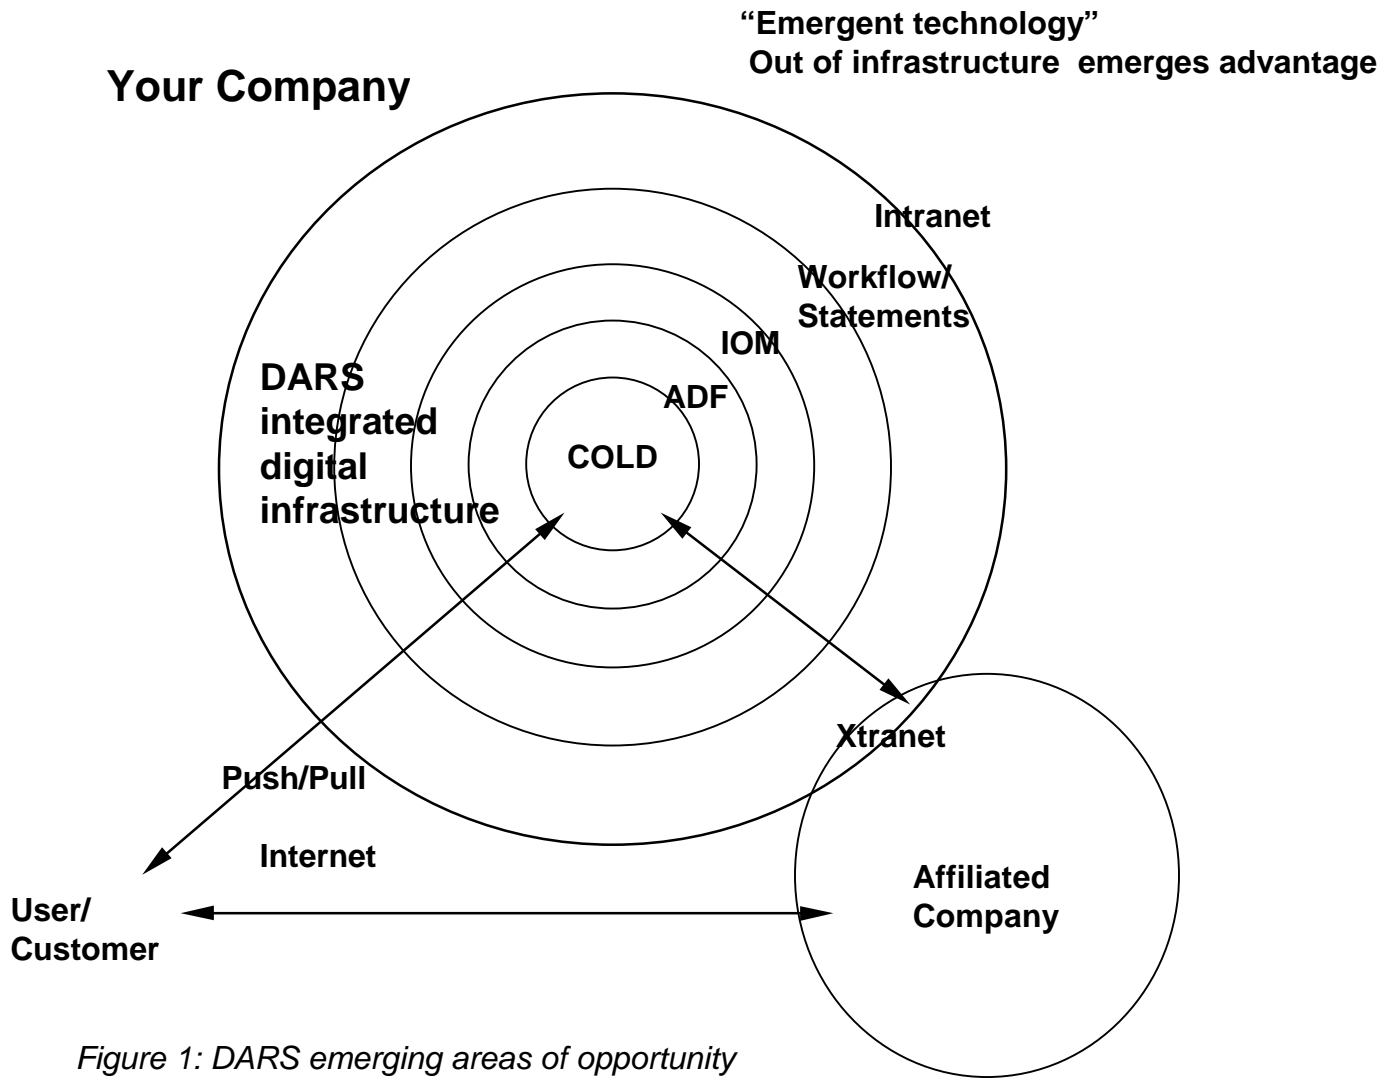 “Emergent technology”
Out of infrastructure emerges advantage
Your Company
Intranet
Workflow/
Statements
IOM
ADF
COLD
DARS
integrated
digital
infrastructure
Xtranet
Push/Pull
Internet
User/
Customer
Affiliated
Company
Figure 1: DARS emerging areas of opportunity